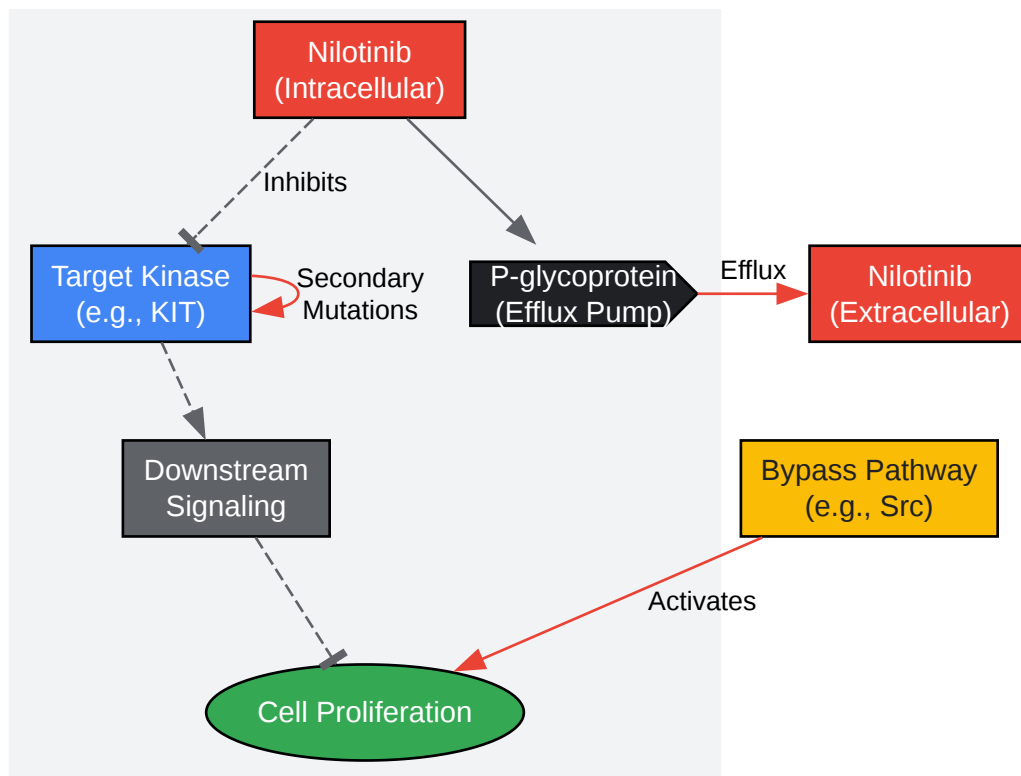 Nilotinib
(Intracellular)
Inhibits
Target Kinase
(e.g., KIT)
Secondary
Mutations
P-glycoprotein
(Efflux Pump)
Efflux
Nilotinib
(Extracellular)
Downstream
Signaling
Bypass Pathway
(e.g., Src)
Activates
Cell Proliferation